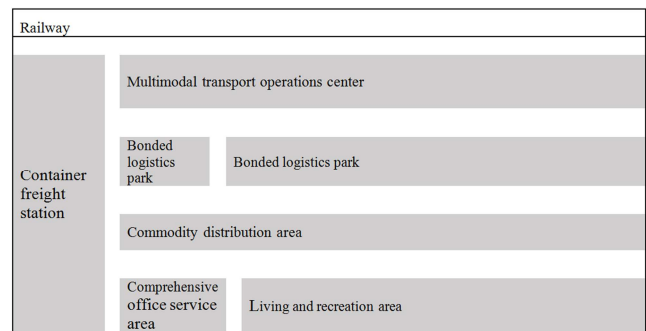 Railway
Multimodal transport operations center
Bonded
logistics
park
Bonded logistics park
Container
freight
station
Commodity distribution area
Comprehensive
office service
area
Living and recreation area